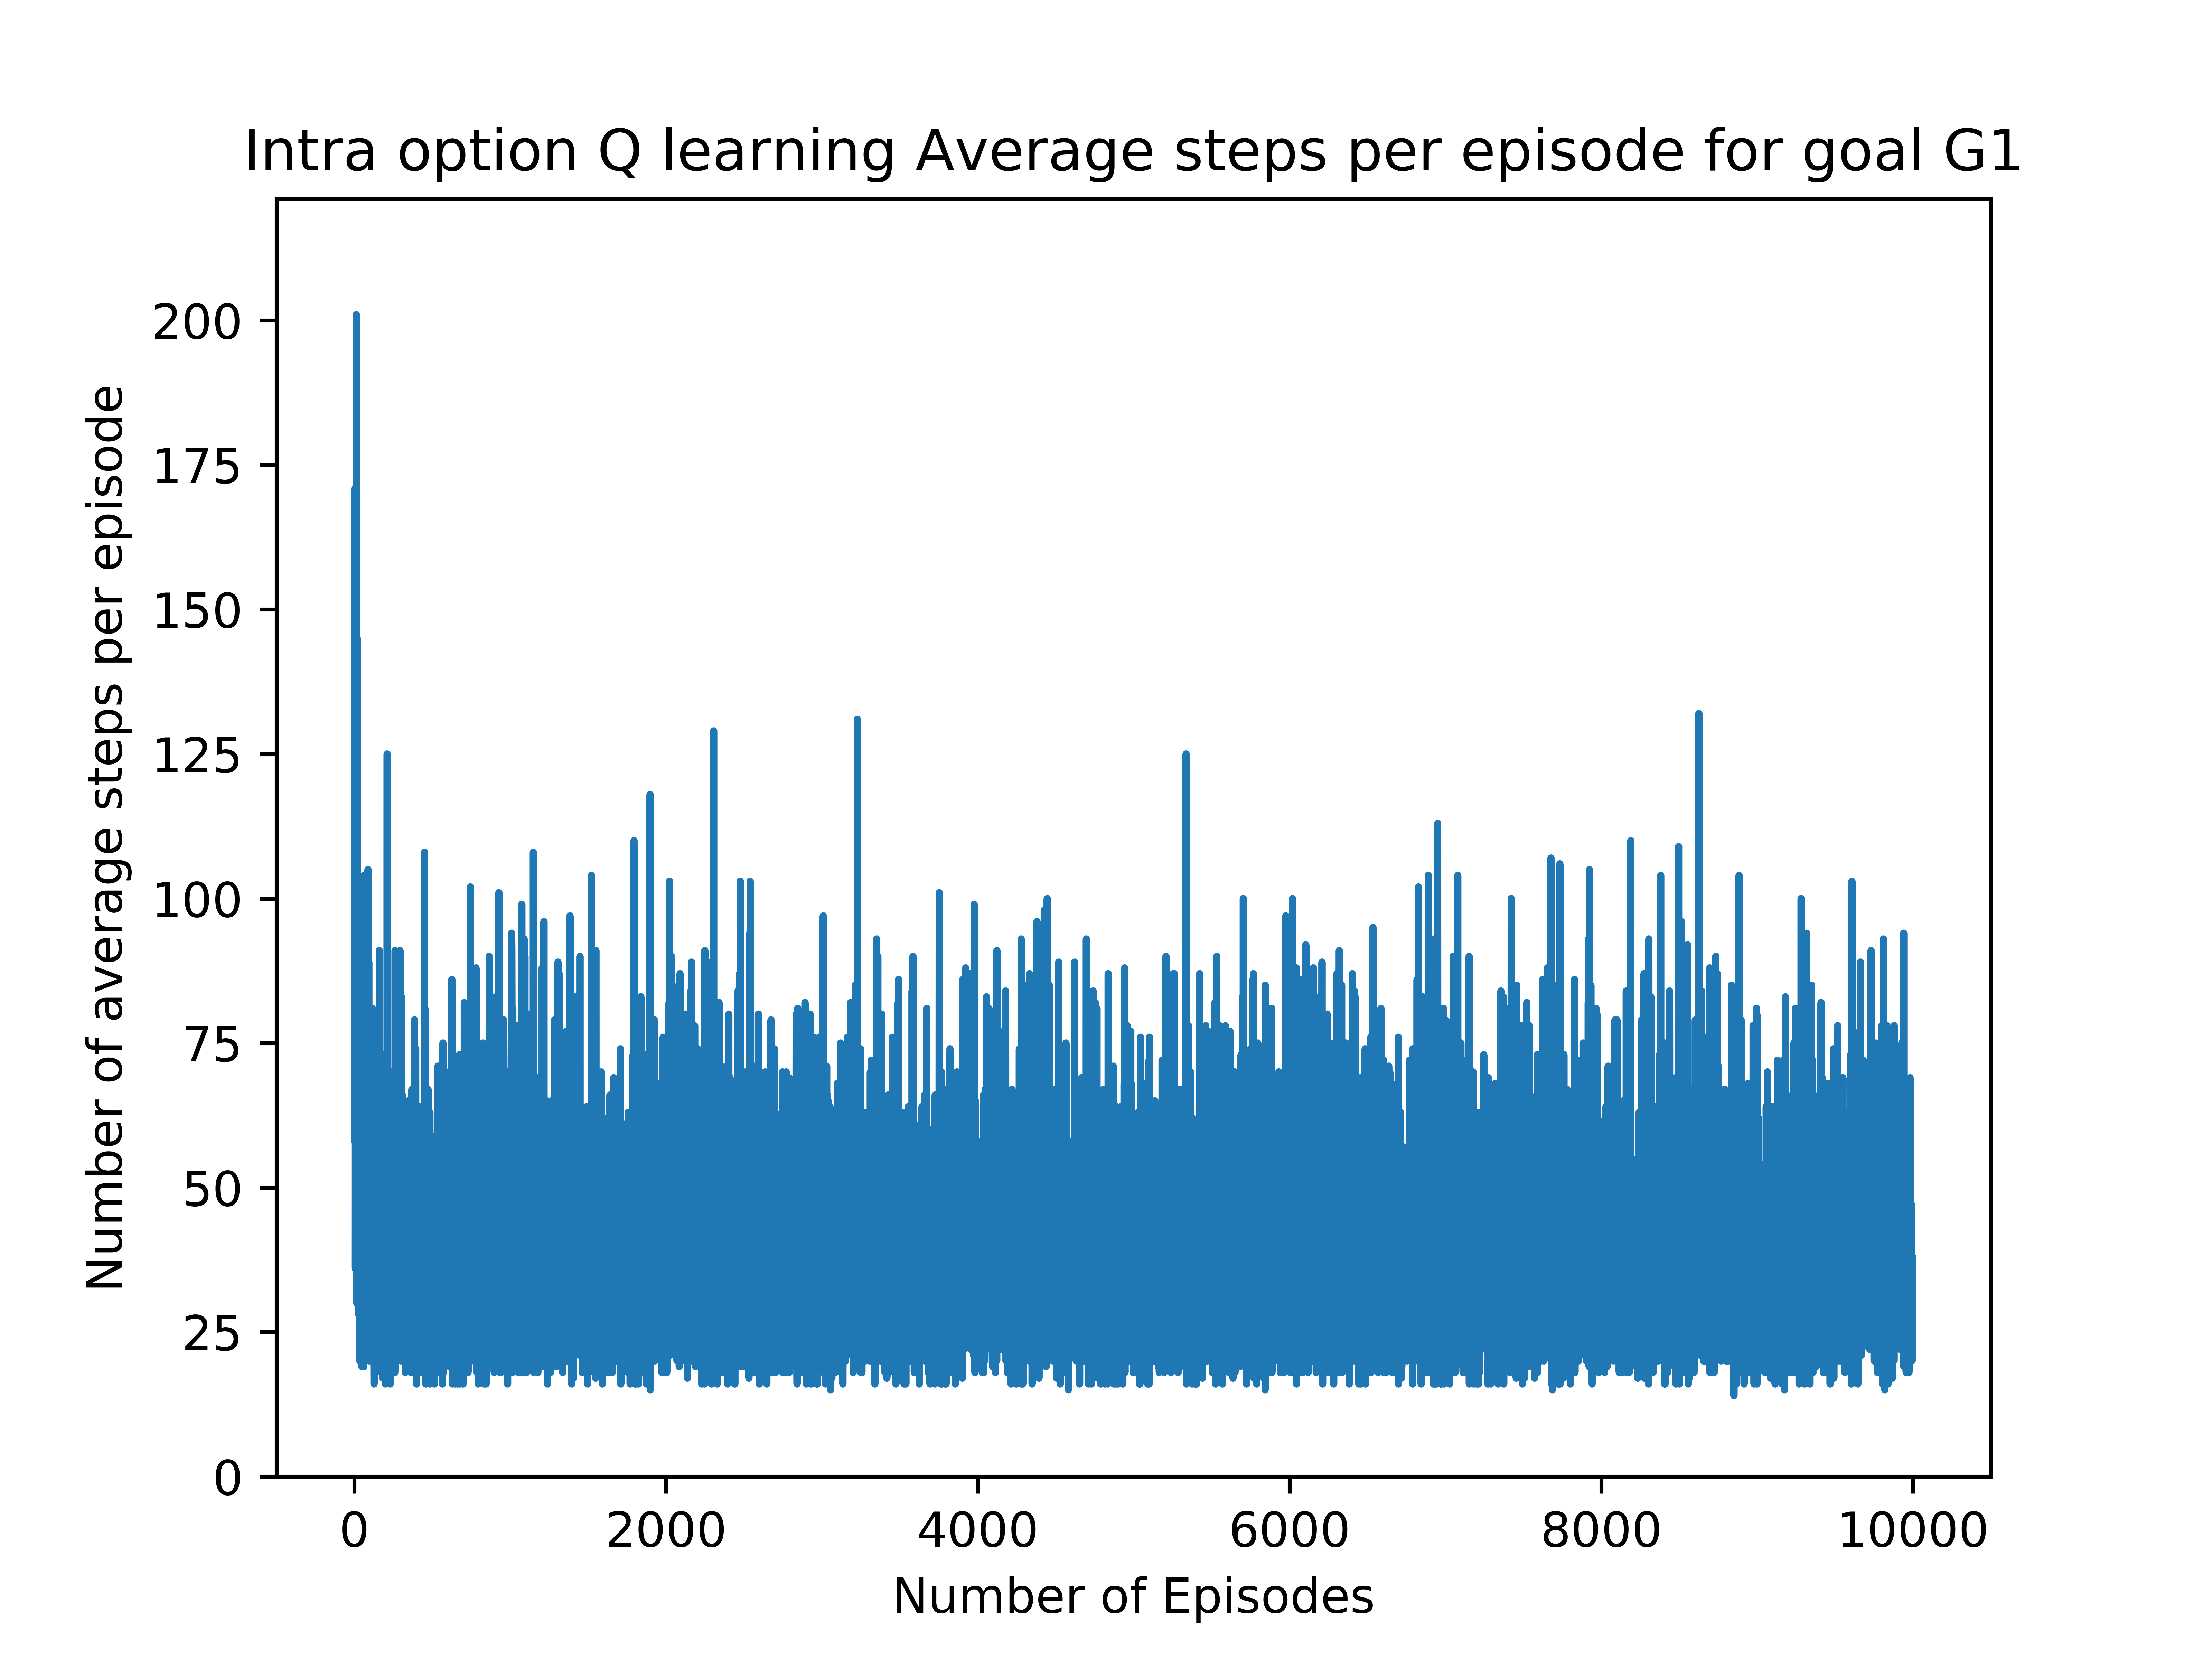 Intra option Q learning Average steps per episode for goal G1
Number of average steps per episode
200
175
150
125
100
75
50
25
0
0 2000 4000 6000 8000 10000
Number of Episodes